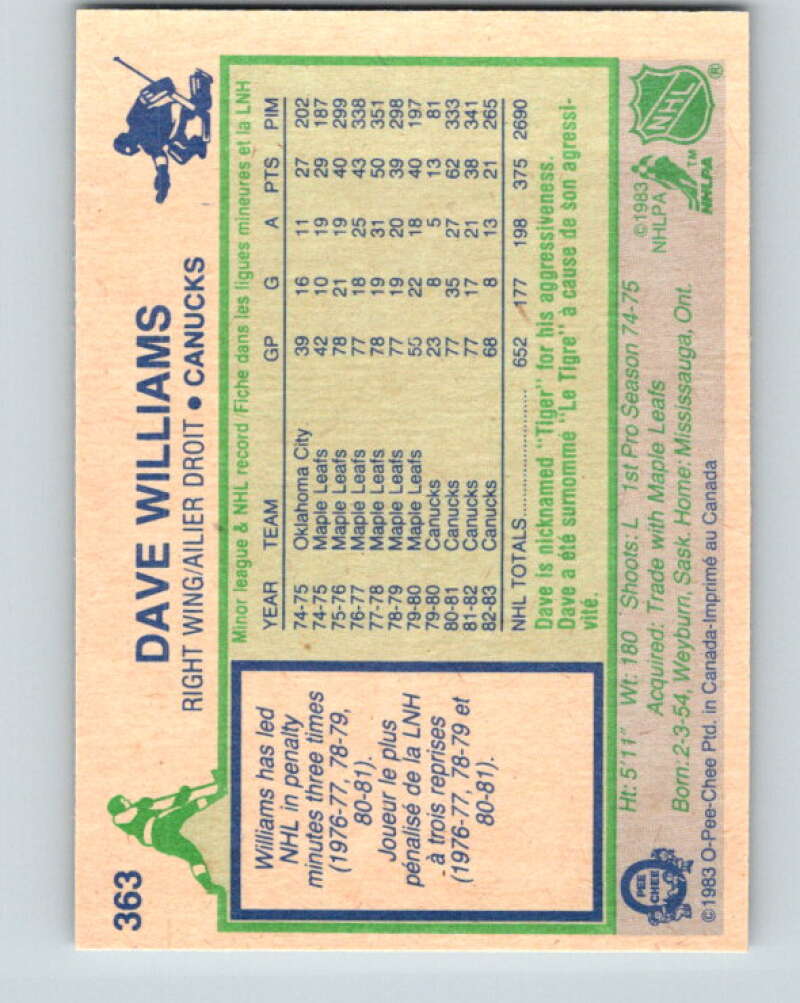 363
DAVE WILLIAMS
RIGHT WING/AILIER DROIT • CANUCKS
Williams has led
NHL in penalty
minutes three times
(1976-77, 78-79,
80-81).
Joueur le plus
pénalisé de la LNH
- à trois reprises
(1976-77, 78-79 et
80-81).
Minor league & NHL record/Fiche dans les ligues mineures et la LNH
YEAR TEAM GP G A PTS PIM
74-75 Oklahoma City 39 16 11 27 202
74-75 Maple Leafs 42 10 19 29 187
75-76 Maple Leafs 78 21 19 40 299
76-77 Maple Leafs 77 18 25 43 338
77-78 Maple Leafs 78 19 31 50 351
78-79 Maple Leafs 77 19 20 39 298
79-80 Maple Leafs 55 22 18 40 197
79-80 Canucks 23 8 5 13 81
80-81 Canucks 77 35 27 62 333
81-82 Canucks 77 17 21 38 341
82-83 Canucks 68 8 13 21 265
NHL TOTALS.................... 652 177 198 375 2690
Dave is nicknamed "Tiger" for his aggressiveness.
Dave a été surnommé "Le Tigre" à cause de son agressi-
vité.
Ht: 5'11" Wt: 180 Shoots: L 1st Pro Season 74-75
Acquired: Trade with Maple Leafs
Born: 2-3-54, Weyburn, Sask. Home: Mississauga, Ont.
©1983
NHLPA
NHLPA
TM
NHL
®
PEE
CHEE
©1983 O-Pee-Chee Ptd. in Canada-Imprimé au Canada